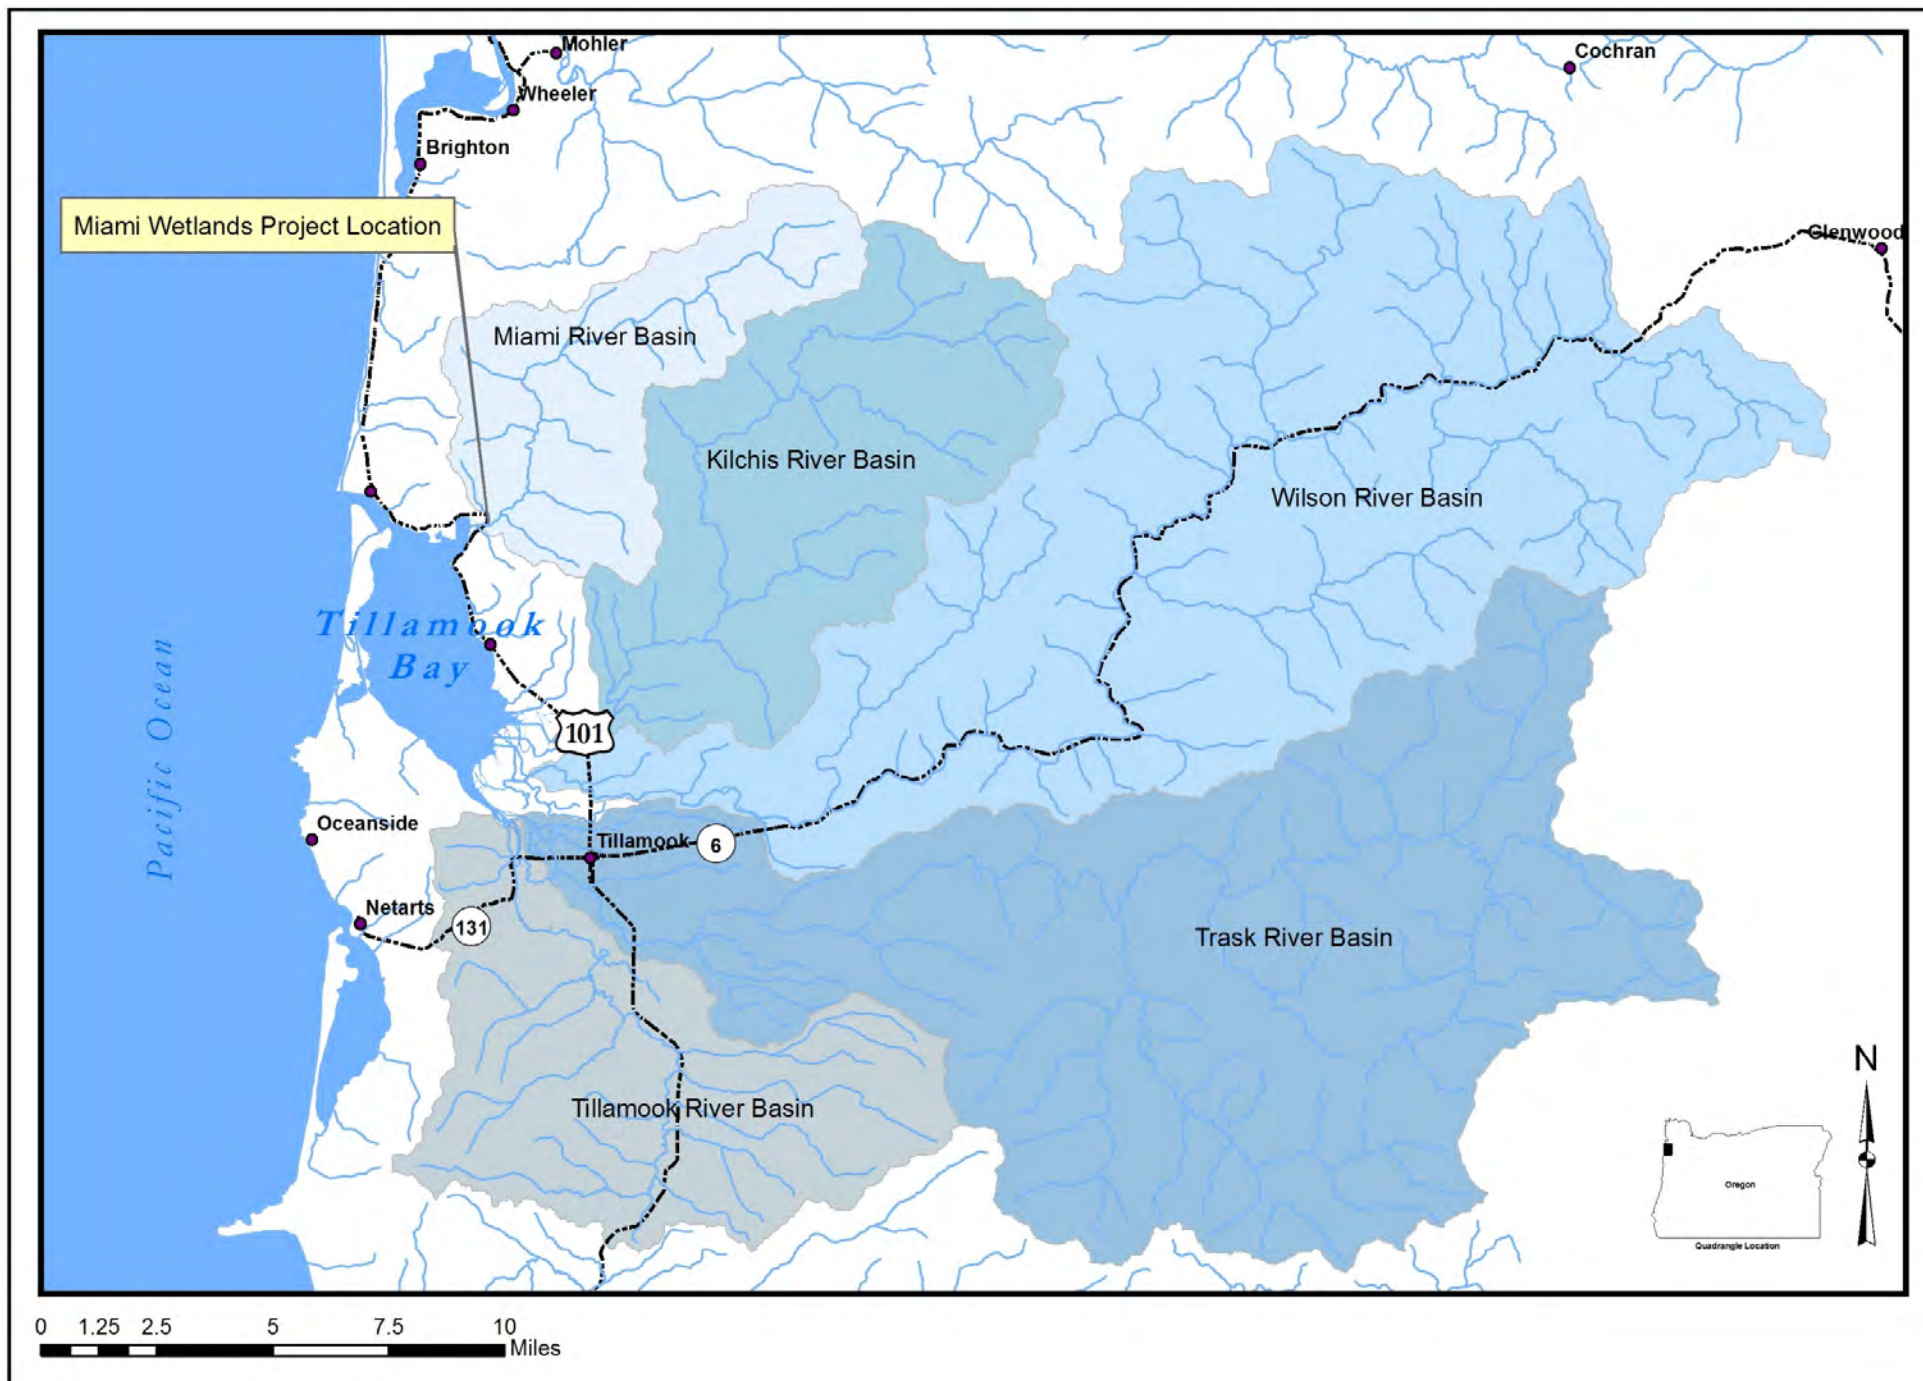 Mohler
Cochran
Wheeler
Brighton
Miami Wetlands Project Location
Glenwood
Miami River Basin
Kilchis River Basin
Wilson River Basin
Tillamook
Bay
Pacific Ocean
101
Oceanside
Tillamook
6
Netarts
131
Trask River Basin
Tillamook River Basin
N
Oregon
Quadrangle Location
0 1.25 2.5 5 7.5 10
Miles